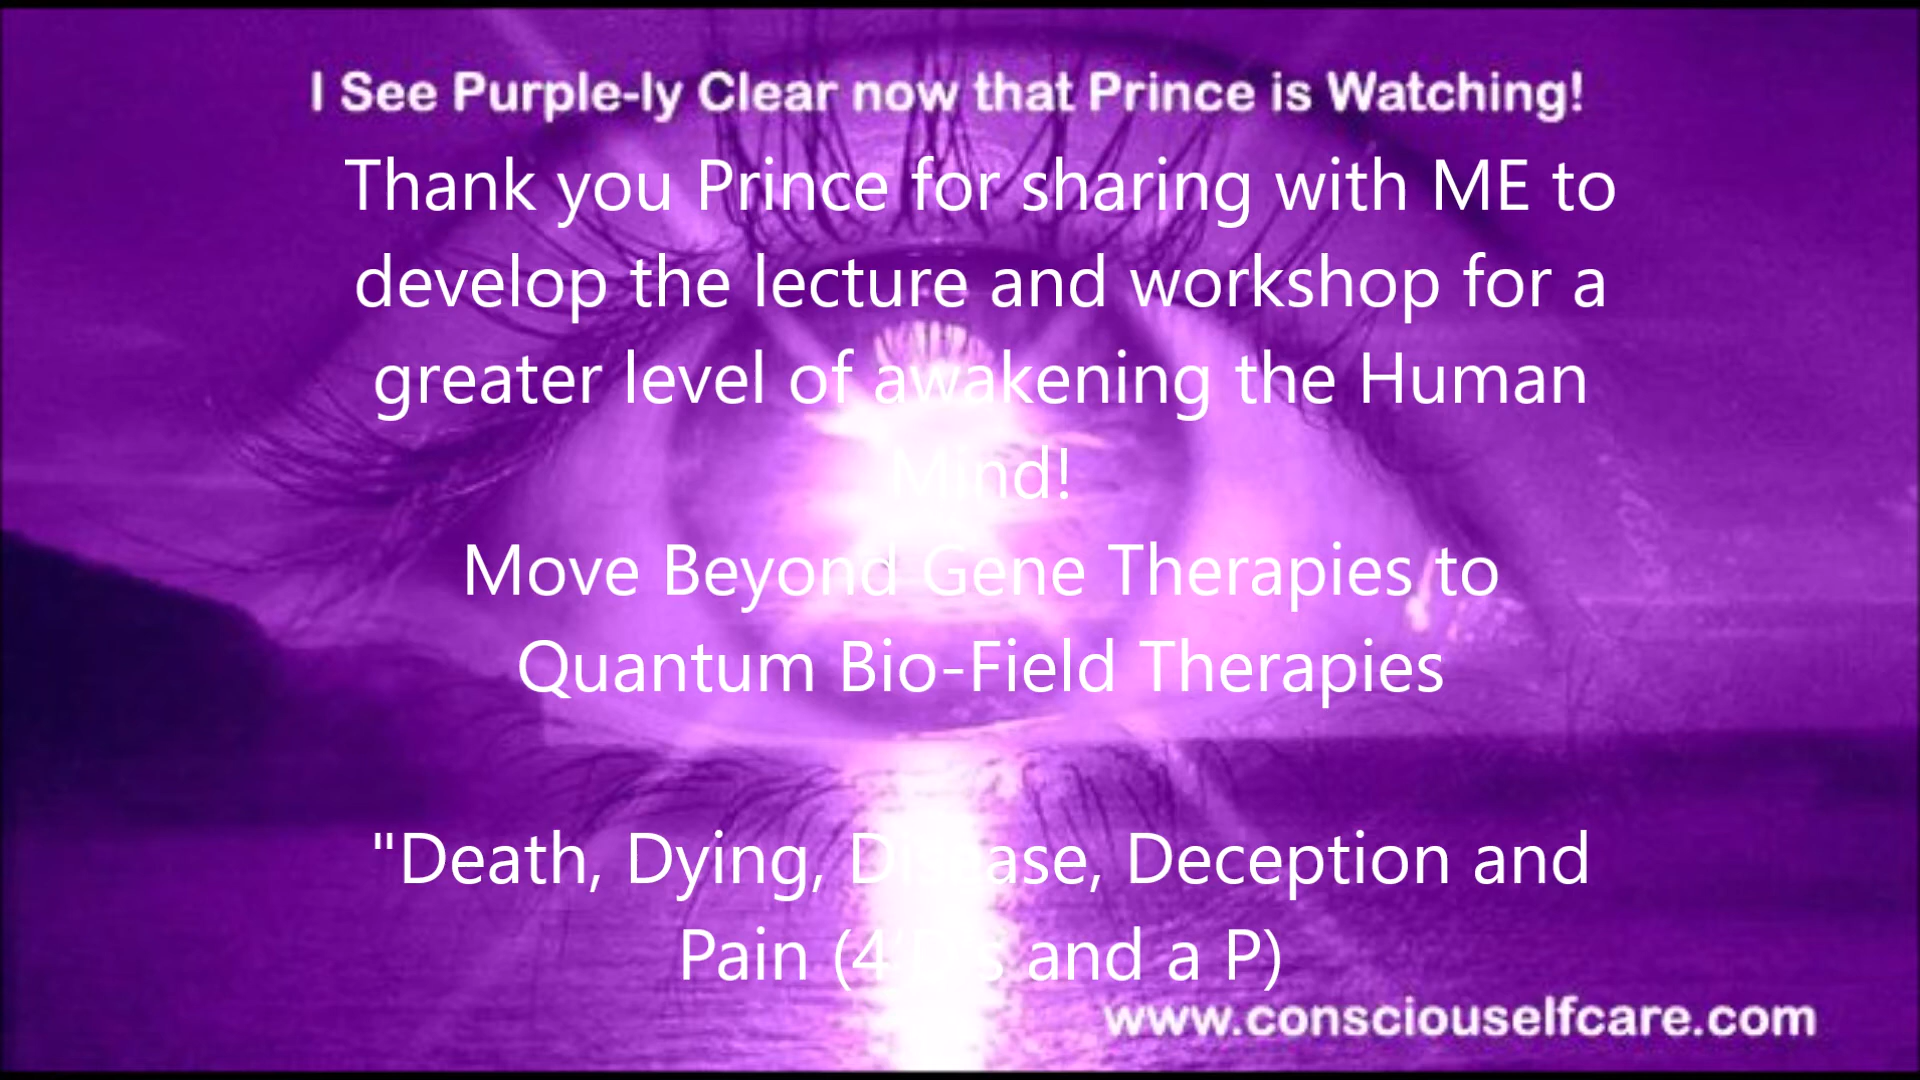 I See Purple-ly Clear now that Prince is Watching!
Thank you Prince for sharing with ME to
develop the lecture and workshop for a
greater level of awakening the Human
Mind!
Move Beyond Gene Therapies to
Quantum Bio-Field Therapies
"Death, Dying, Disease, Deception and
Pain (4 D's and a P)
www.consciouselfcare.com